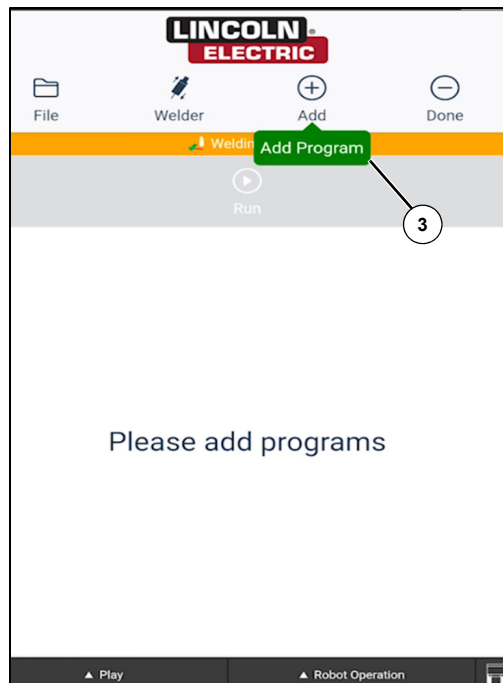 LINCOLN
ELECTRIC
File Welder Add Done
Add Program
Run
3
Please add programs
▲ Play ▲ Robot Operation